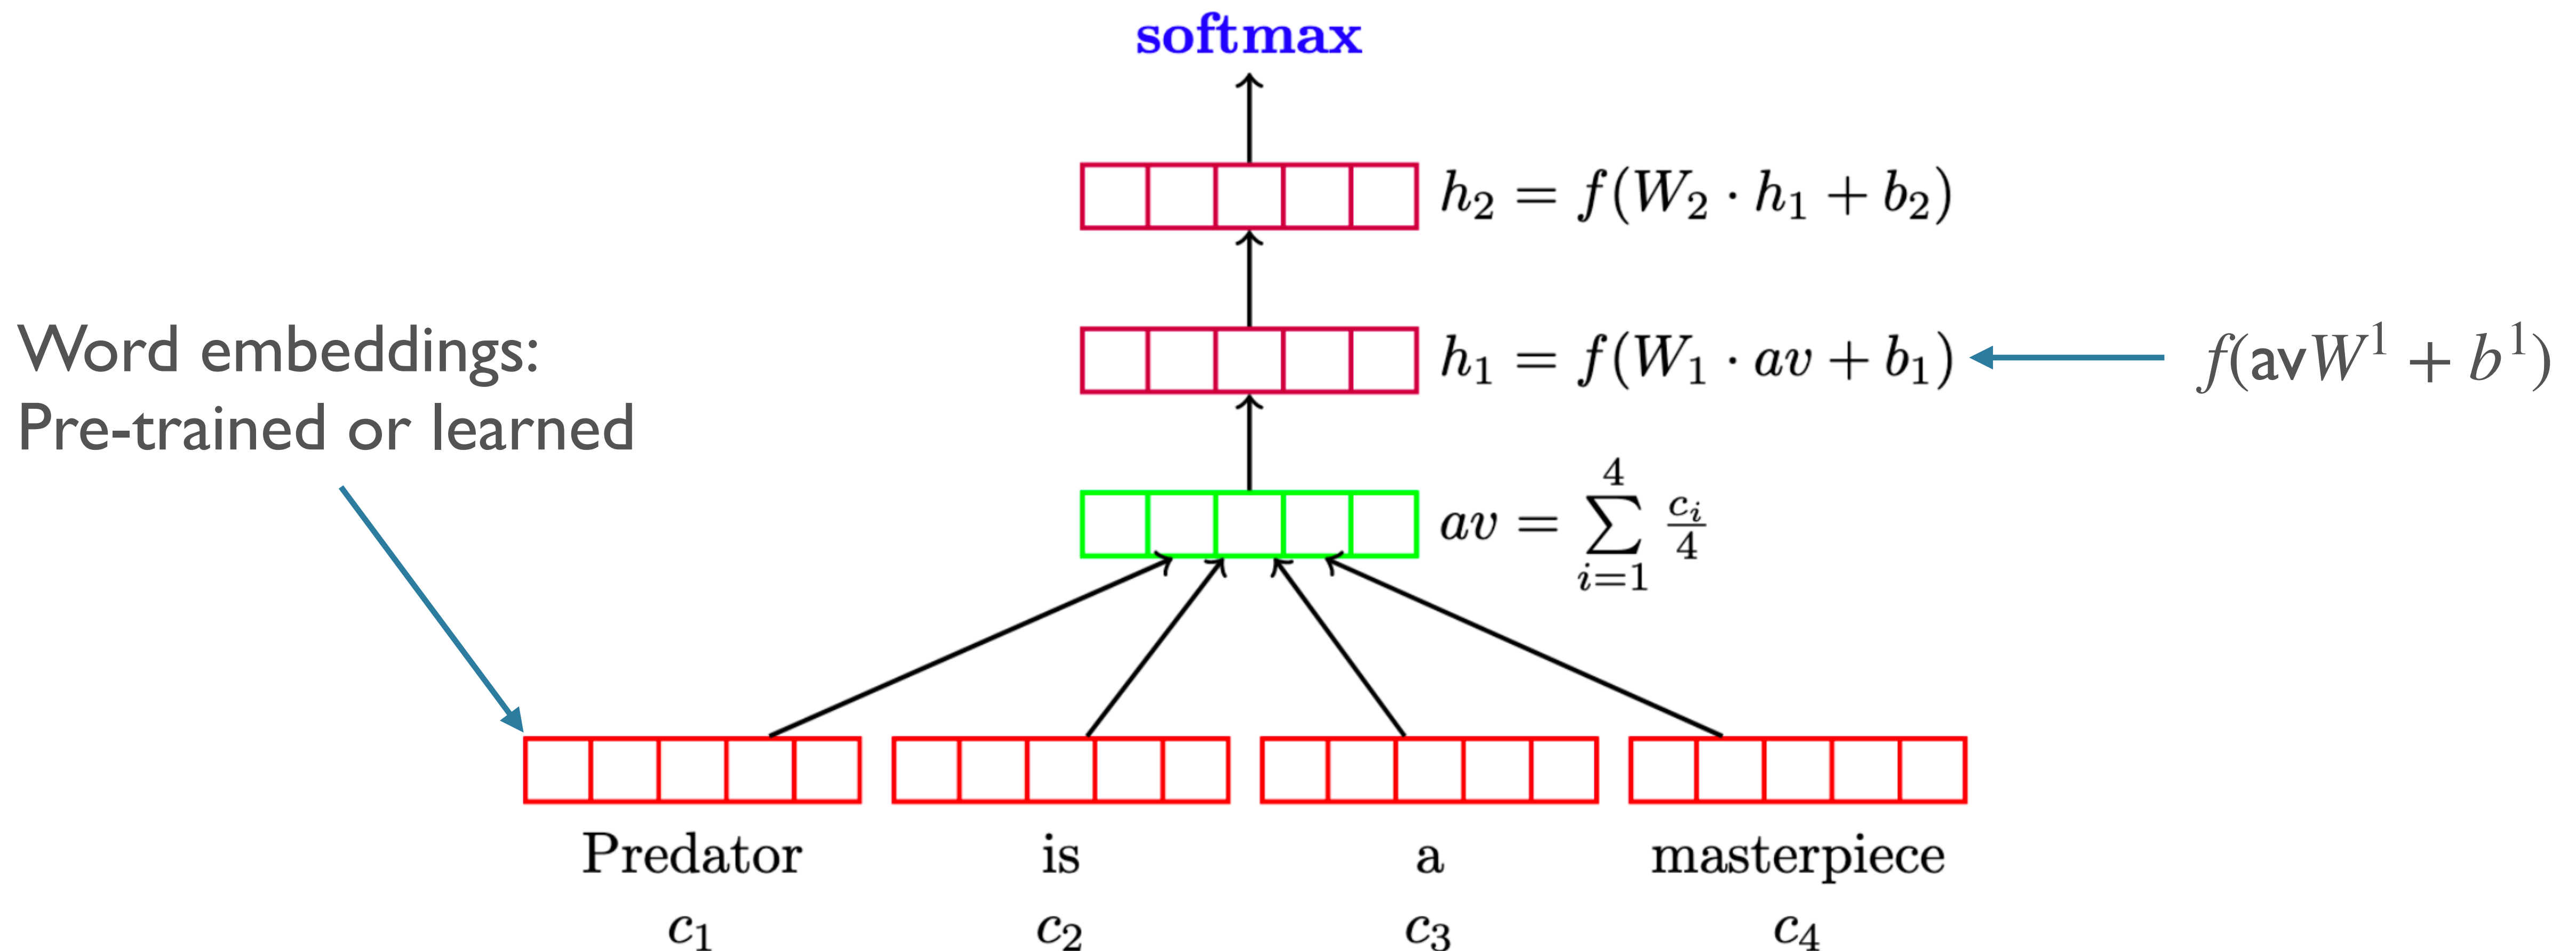 softmax
h₂ = f(W₂ · h₁ + b₂)
Word embeddings:
Pre-trained or learned
h₁ = f(W₁ · av + b₁)
f(avW¹ + b¹)
av = ∑_{i=1}^{4} c_i/4
Predator is a masterpiece
c₁ c₂ c₃ c₄